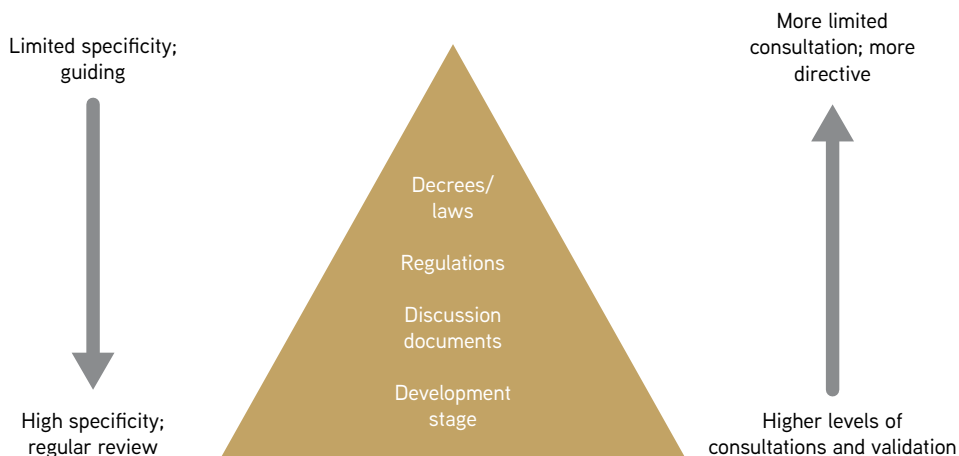 Limited specificity;
guiding
High specificity;
regular review
Decrees/
laws
Regulations
Discussion
documents
Development
stage
More limited
consultation; more
directive
Higher levels of
consultations and validation